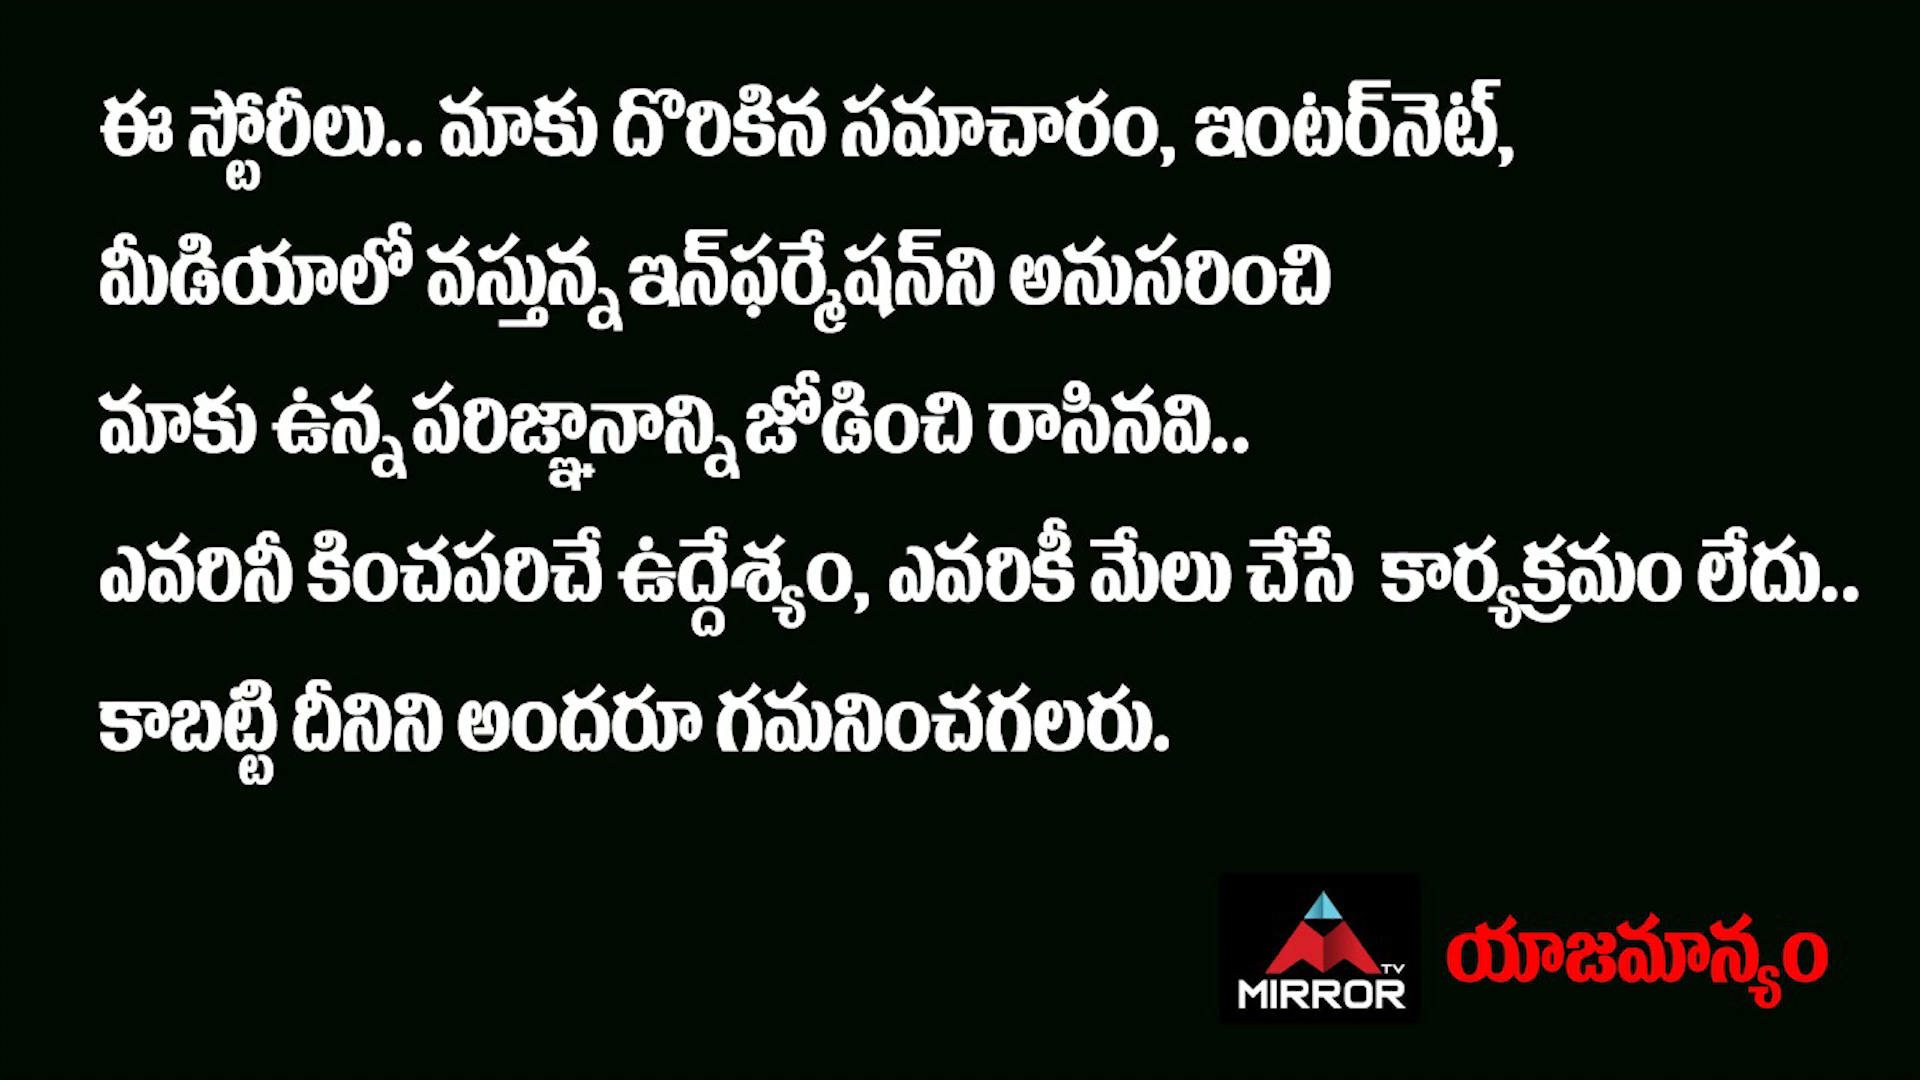 ఈ స్టోరీలు.. మాకు దొరికిన సమాచారం, ఇంటర్‌నెట్,
మీడియాలో వస్తున్న ఇన్‌ఫర్మేషన్‌ని అనుసరించి
మాకు ఉన్న పరిజ్ఞానాన్ని జోడించి రాసినవి..
ఎవరినీ కించపరిచే ఉద్దేశ్యం, ఎవరికీ మేలు చేసే కార్యక్రమం లేదు..
కాబట్టి దీనిని అందరూ గమనించగలరు.
MIRROR TV యాజమాన్యం